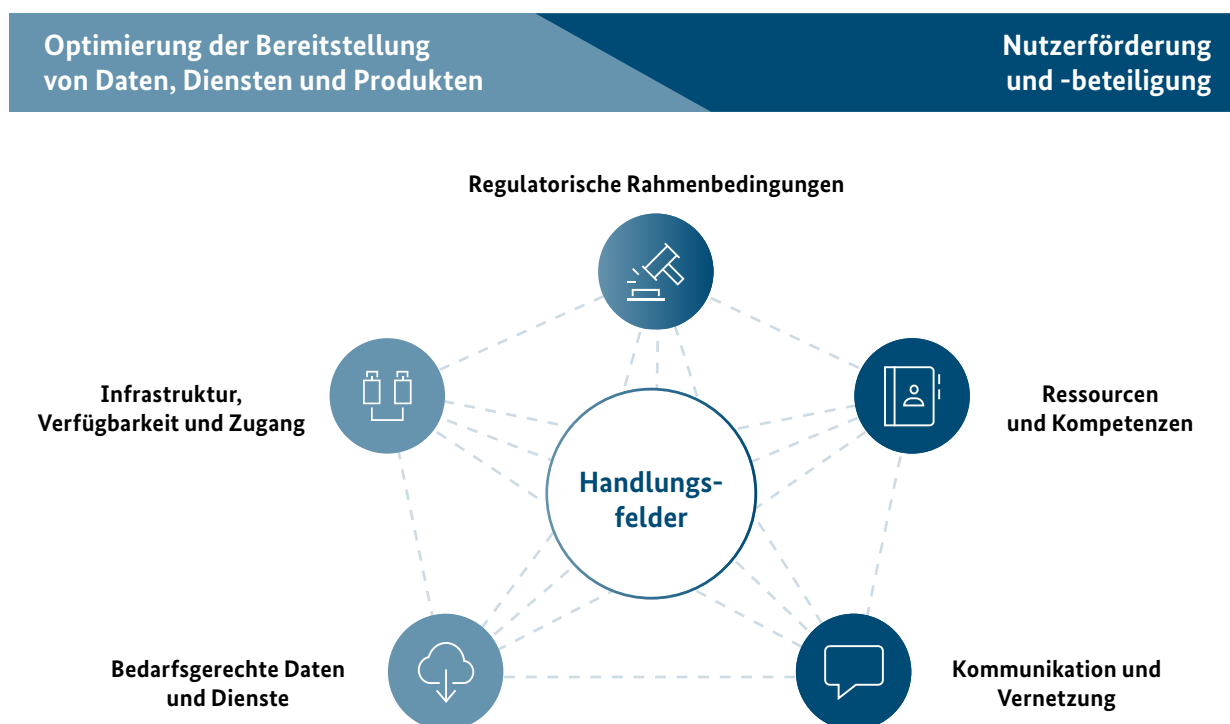 Optimierung der Bereitstellung
von Daten, Diensten und Produkten
Nutzerförderung
und -beteiligung
Regulatorische Rahmenbedingungen
Infrastruktur,
Verfügbarkeit und Zugang
Ressourcen
und Kompetenzen
Handlungs-
felder
Bedarfsgerechte Daten
und Dienste
Kommunikation und
Vernetzung